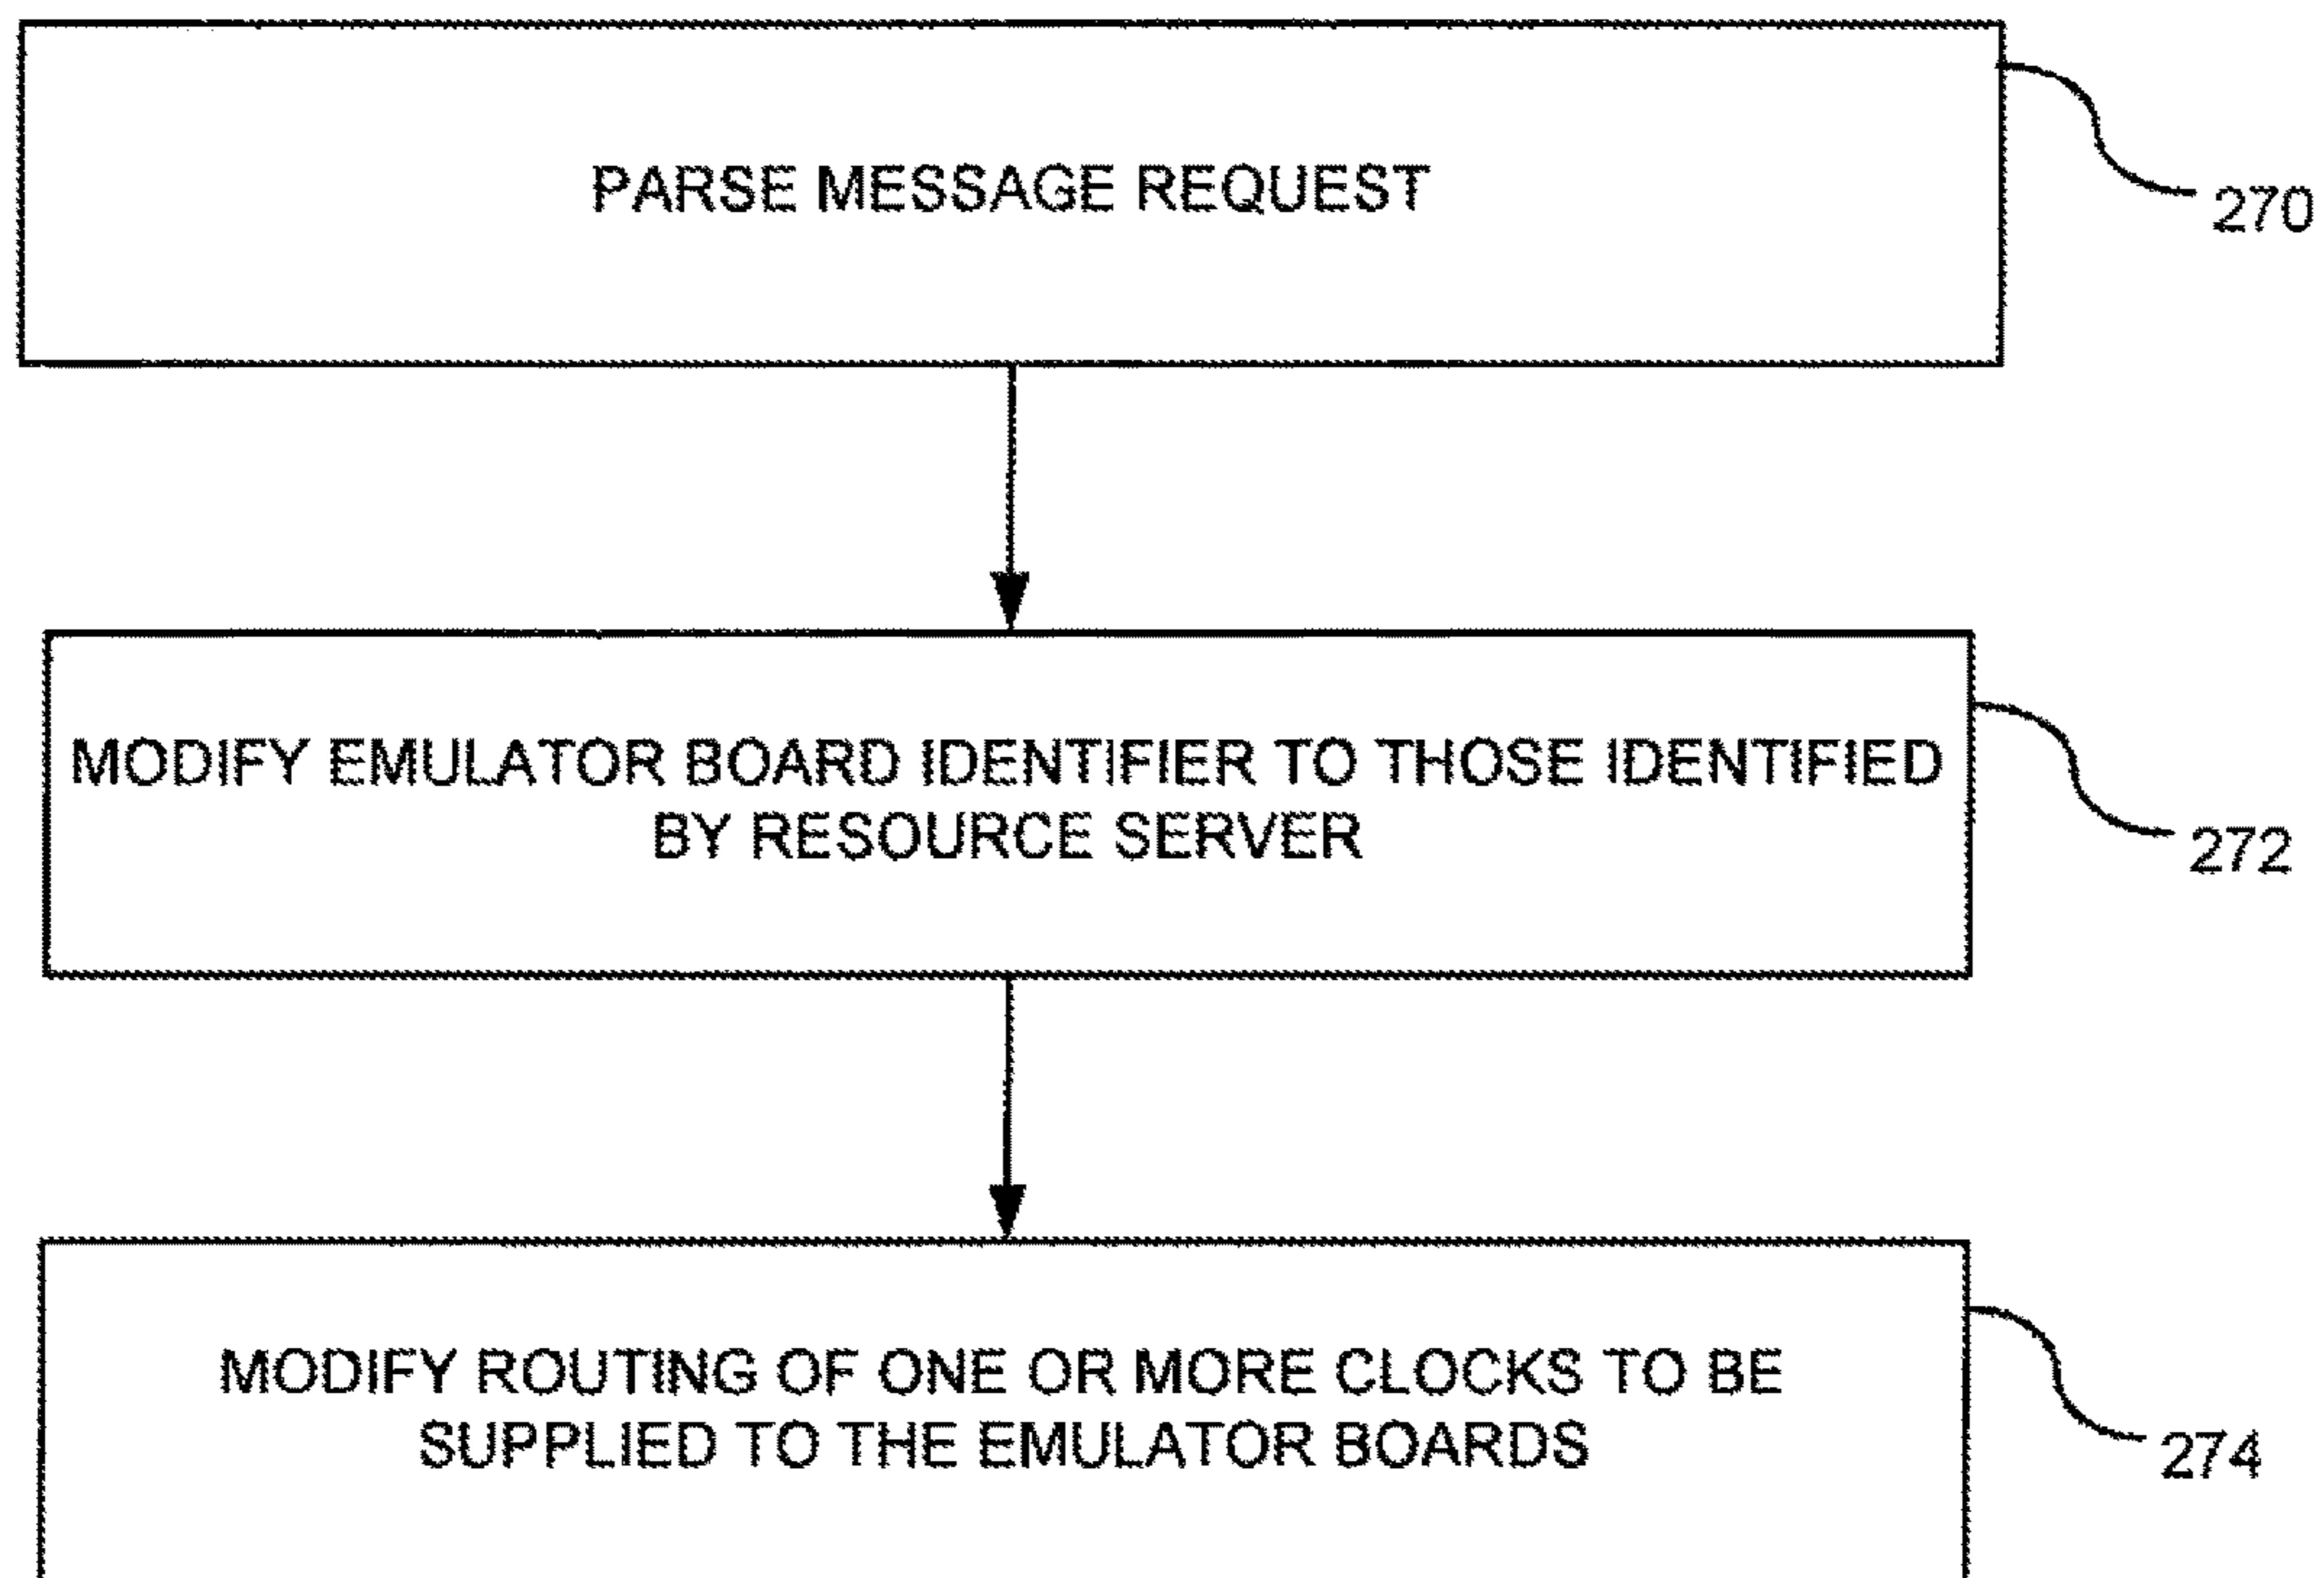 PARSE MESSAGE REQUEST
270
MODIFY EMULATOR BOARD IDENTIFIER TO THOSE IDENTIFIED
BY RESOURCE SERVER
272
MODIFY ROUTING OF ONE OR MORE CLOCKS TO BE
SUPPLIED TO THE EMULATOR BOARDS
274